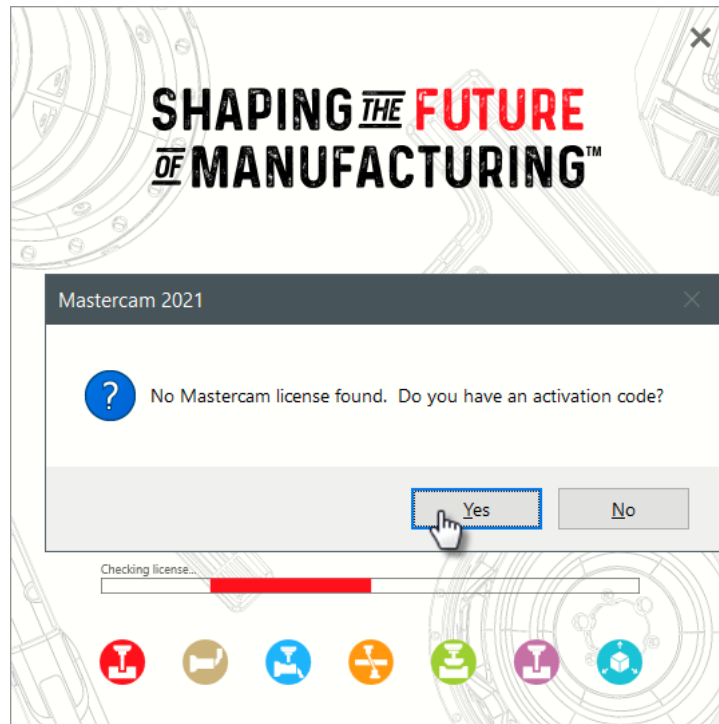 SHAPING THE FUTURE
OF MANUFACTURING™
Mastercam 2021
No Mastercam license found. Do you have an activation code?
Yes No
Checking license...